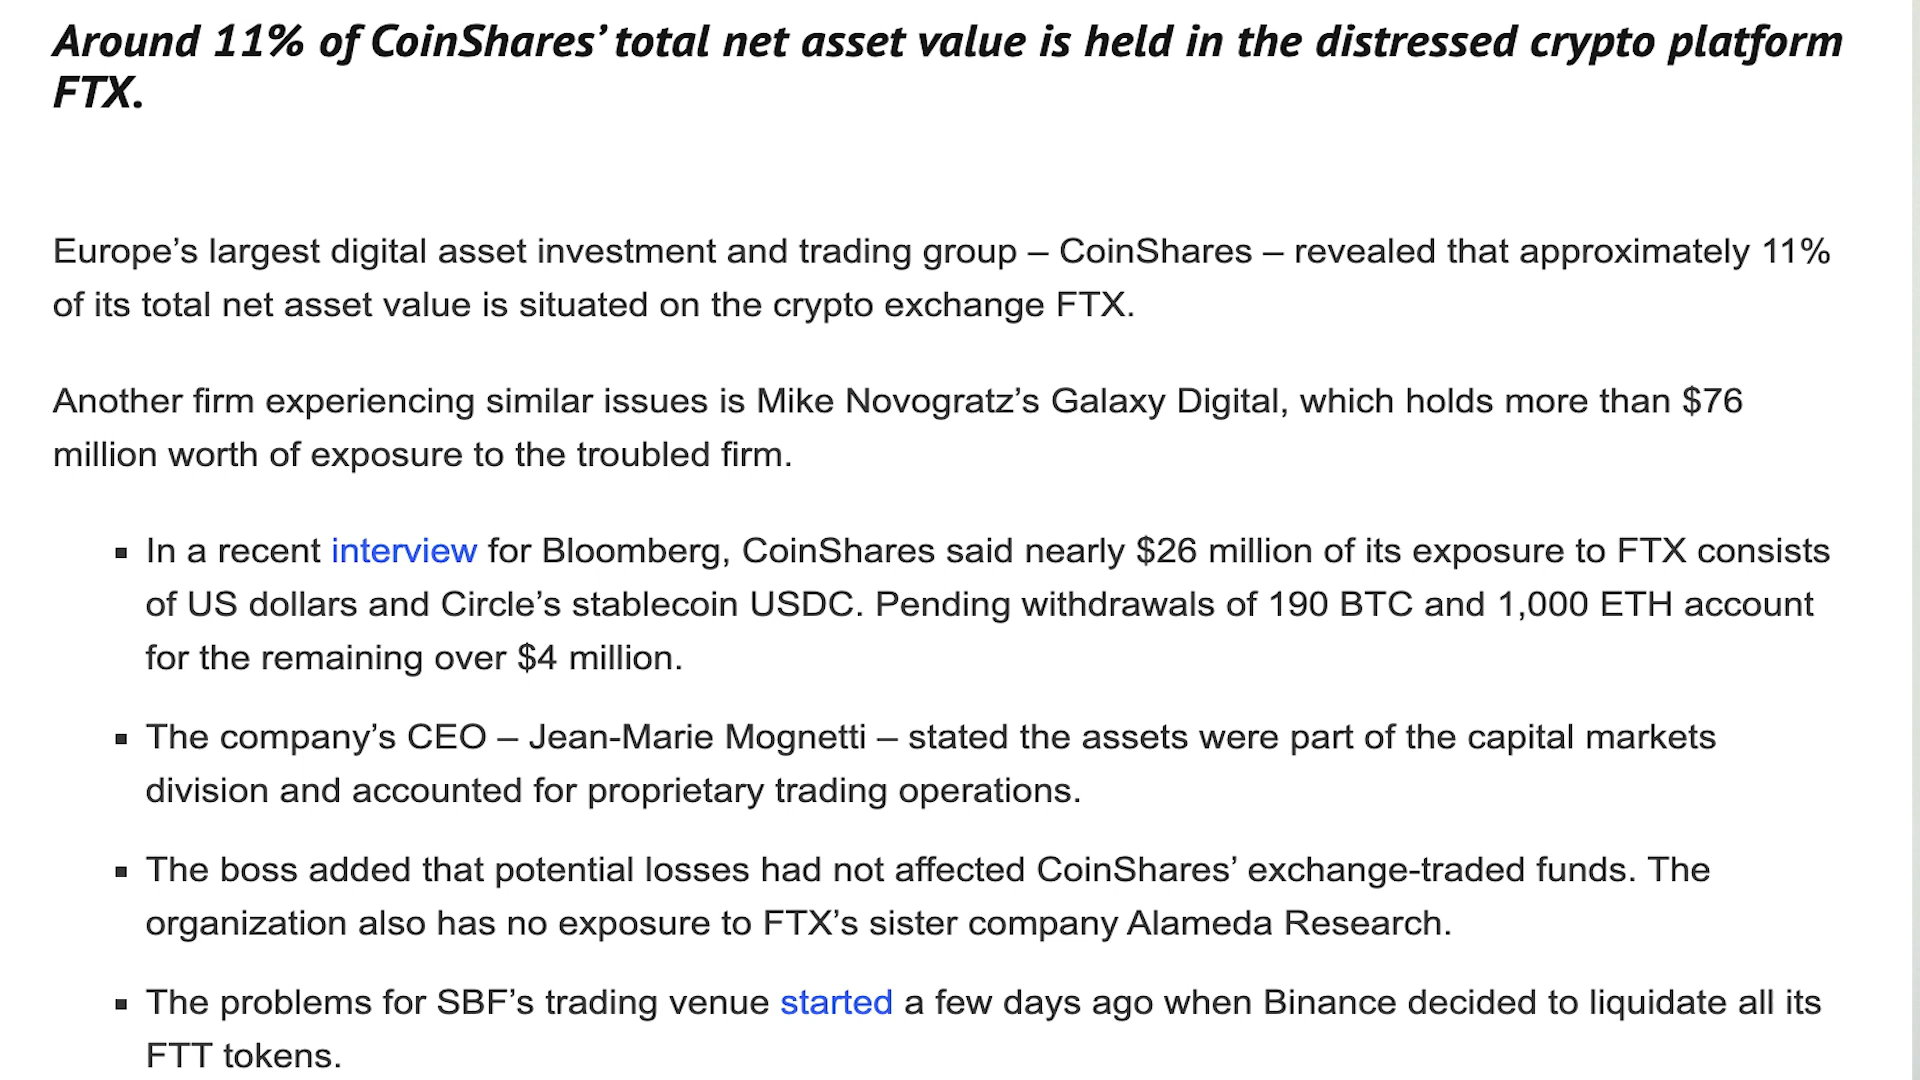 Around 11% of CoinShares’ total net asset value is held in the distressed crypto platform
FTX.
Europe’s largest digital asset investment and trading group – CoinShares – revealed that approximately 11%
of its total net asset value is situated on the crypto exchange FTX.
Another firm experiencing similar issues is Mike Novogratz’s Galaxy Digital, which holds more than $76
million worth of exposure to the troubled firm.
▪ In a recent interview for Bloomberg, CoinShares said nearly $26 million of its exposure to FTX consists
of US dollars and Circle’s stablecoin USDC. Pending withdrawals of 190 BTC and 1,000 ETH account
for the remaining over $4 million.
▪ The company’s CEO – Jean-Marie Mognetti – stated the assets were part of the capital markets
division and accounted for proprietary trading operations.
▪ The boss added that potential losses had not affected CoinShares’ exchange-traded funds. The
organization also has no exposure to FTX’s sister company Alameda Research.
▪ The problems for SBF’s trading venue started a few days ago when Binance decided to liquidate all its
FTT tokens.